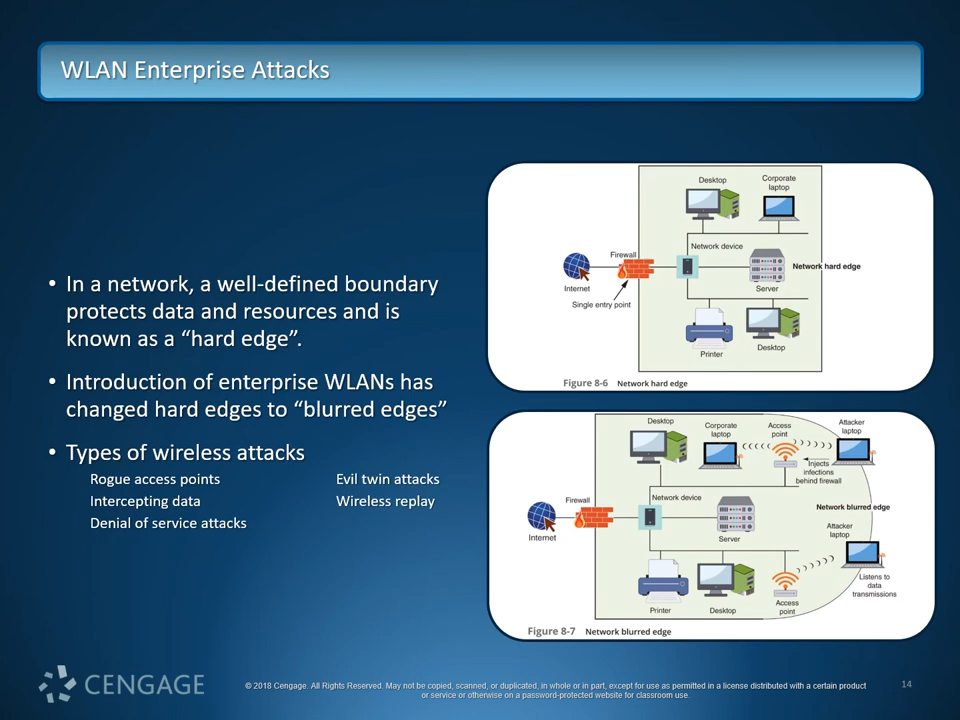 WLAN Enterprise Attacks
• In a network, a well-defined boundary
protects data and resources and is
known as a “hard edge”.
• Introduction of enterprise WLANs has
changed hard edges to “blurred edges”
• Types of wireless attacks
Rogue access points
Intercepting data
Denial of service attacks
Evil twin attacks
Wireless replay
Desktop
Corporate
laptop
Network device
Firewall
Internet
Single entry point
Server
Network hard edge
Printer
Desktop
Figure 8-6 Network hard edge
Desktop
Corporate
laptop
Access
point
Attacker
laptop
Injects
infections
behind firewall
Firewall
Network device
Internet
Server
Network blurred edge
Attacker
laptop
Listens to
data
transmissions
Printer
Desktop
Access
point
Figure 8-7 Network blurred edge
CENGAGE
© 2018 Cengage. All Rights Reserved. May not be copied, scanned, or duplicated, in whole or in part, except for use as permitted in a license distributed with a certain product
or service or otherwise on a password-protected website for classroom use.
14